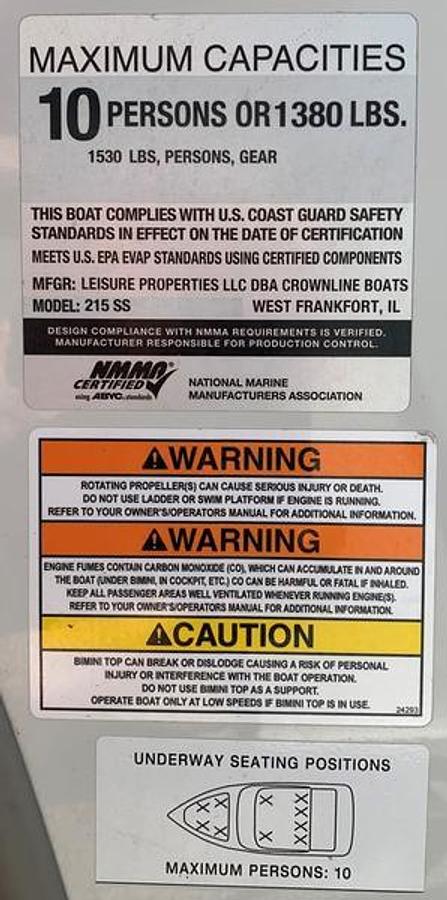 MAXIMUM CAPACITIES
10 PERSONS OR 1380 LBS.
1530 LBS, PERSONS, GEAR
THIS BOAT COMPLIES WITH U.S. COAST GUARD SAFETY
STANDARDS IN EFFECT ON THE DATE OF CERTIFICATION
MEETS U.S. EPA EVAP STANDARDS USING CERTIFIED COMPONENTS
MFGR: LEISURE PROPERTIES LLC DBA CROWNLINE BOATS
MODEL: 215 SS WEST FRANKFORT, IL
DESIGN COMPLIANCE WITH NMMA REQUIREMENTS IS VERIFIED.
MANUFACTURER RESPONSIBLE FOR PRODUCTION CONTROL.
NMMA®
CERTIFIED
using ABYC standards
NATIONAL MARINE
MANUFACTURERS ASSOCIATION
⚠WARNING
ROTATING PROPELLER(S) CAN CAUSE SERIOUS INJURY OR DEATH.
DO NOT USE LADDER OR SWIM PLATFORM IF ENGINE IS RUNNING.
REFER TO YOUR OWNER'S/OPERATORS MANUAL FOR ADDITIONAL INFORMATION.
⚠WARNING
ENGINE FUMES CONTAIN CARBON MONOXIDE (CO), WHICH CAN ACCUMULATE IN AND AROUND
THE BOAT (UNDER BIMINI, IN COCKPIT, ETC.) CO CAN BE HARMFUL OR FATAL IF INHALED.
KEEP ALL PASSENGER AREAS WELL VENTILATED WHENEVER RUNNING ENGINE(S).
REFER TO YOUR OWNER'S/OPERATORS MANUAL FOR ADDITIONAL INFORMATION.
⚠CAUTION
BIMINI TOP CAN BREAK OR DISLODGE CAUSING A RISK OF PERSONAL
INJURY OR INTERFERENCE WITH THE BOAT OPERATION.
DO NOT USE BIMINI TOP AS A SUPPORT.
OPERATE BOAT ONLY AT LOW SPEEDS IF BIMINI TOP IS IN USE.
24293
UNDERWAY SEATING POSITIONS
MAXIMUM PERSONS: 10